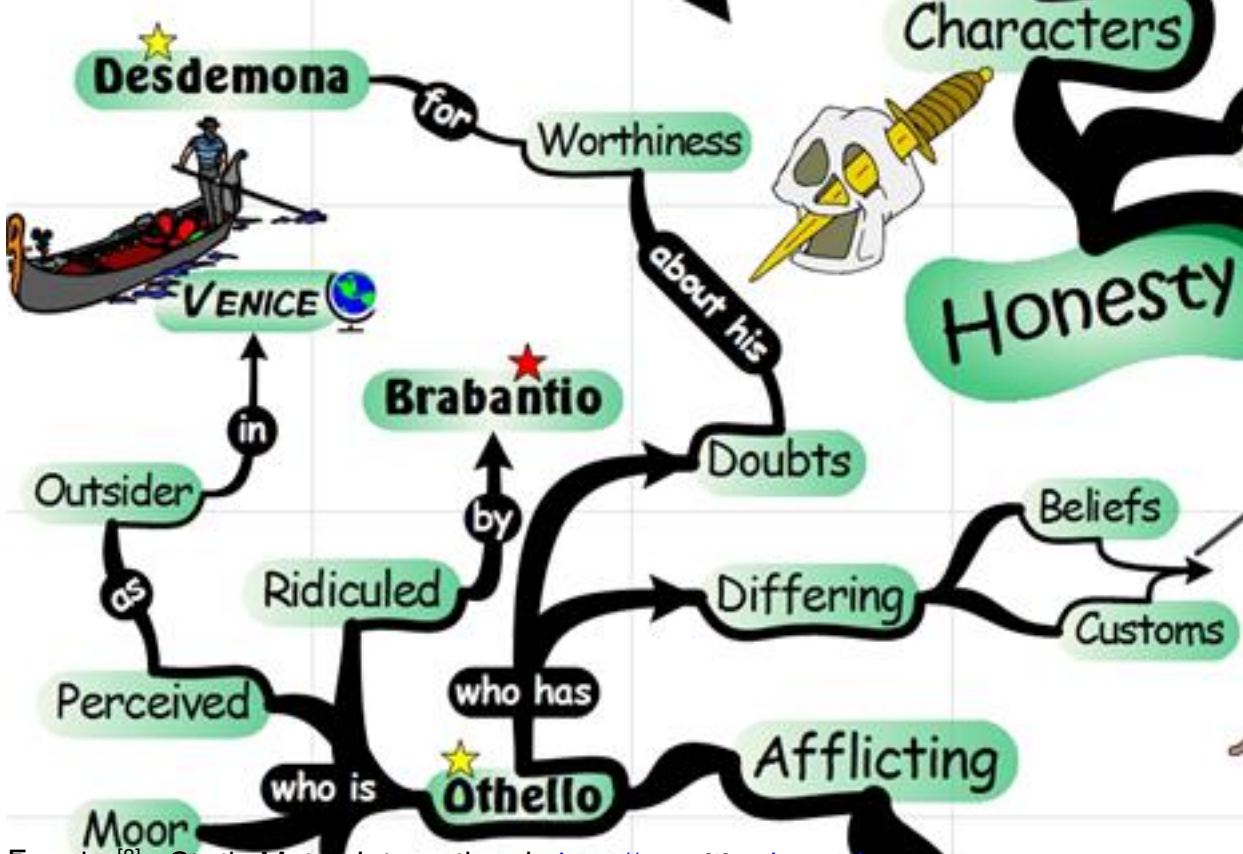 Characters
Desdemona
for
Worthiness
about his
Honesty
VENICE
Brabantio
in
Doubts
Outsider
by
Beliefs
as
Ridiculed
Differing
Customs
Perceived
who has
Afflicting
who is
Othello
Moor